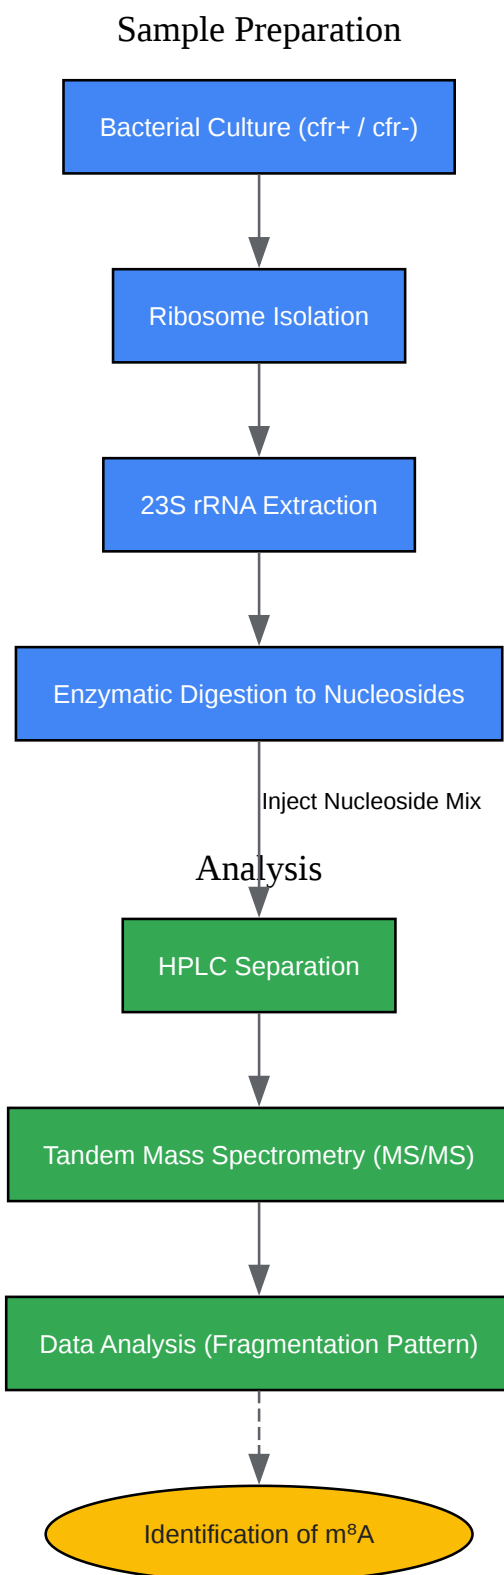 Sample Preparation
Bacterial Culture (cfr+ / cfr-)
Ribosome Isolation
23S rRNA Extraction
Enzymatic Digestion to Nucleosides
Inject Nucleoside Mix
Analysis
HPLC Separation
Tandem Mass Spectrometry (MS/MS)
Data Analysis (Fragmentation Pattern)
Identification of m⁸A